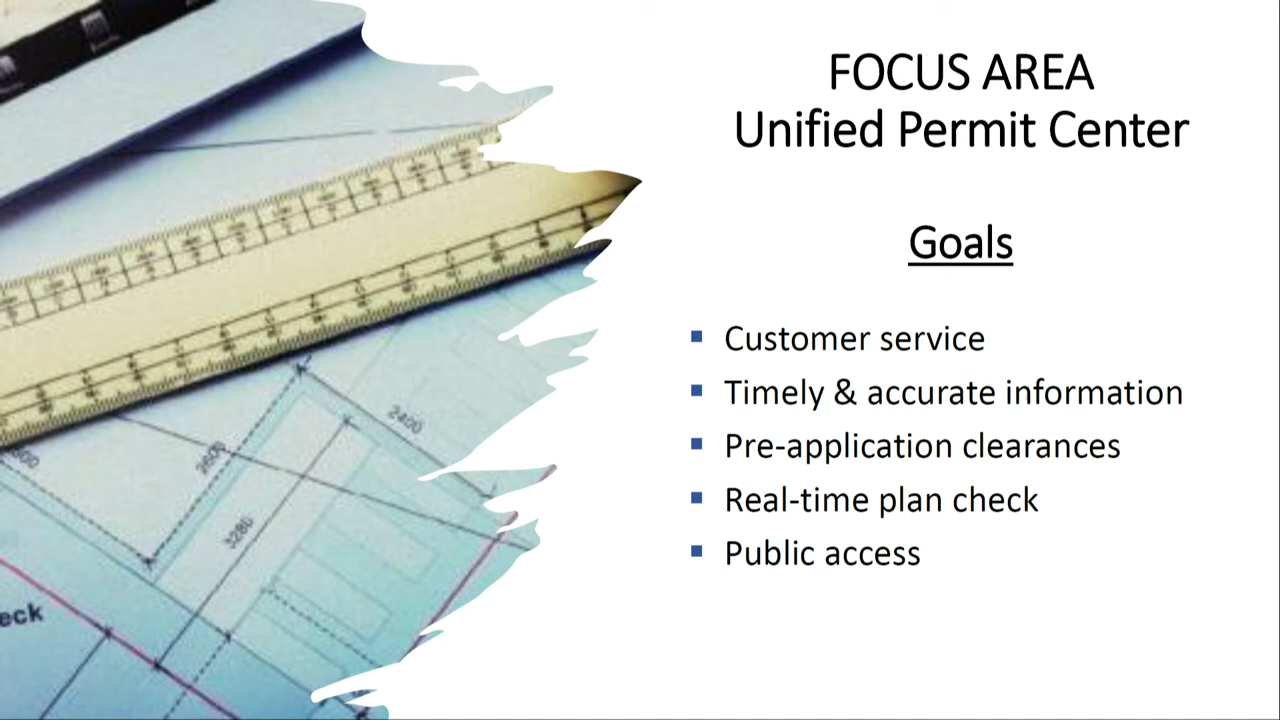 FOCUS AREA
Unified Permit Center
Goals
Customer service
Timely & accurate information
Pre-application clearances
Real-time plan check
Public access
2400
3280
eck